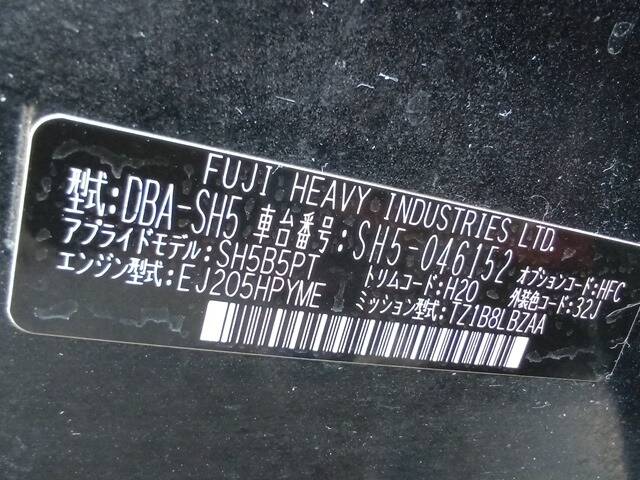 FUJI HEAVY INDUSTRIES LTD.
型式:DBA-SH5 車台番号:SH5-046152
アプライドモデル:SH5B5PT トリムコード:H20 オプションコード:HFC
エンジン型式:EJ205HPYME ミッション型式:TZ1B8LBZAA 外装色コード:32J